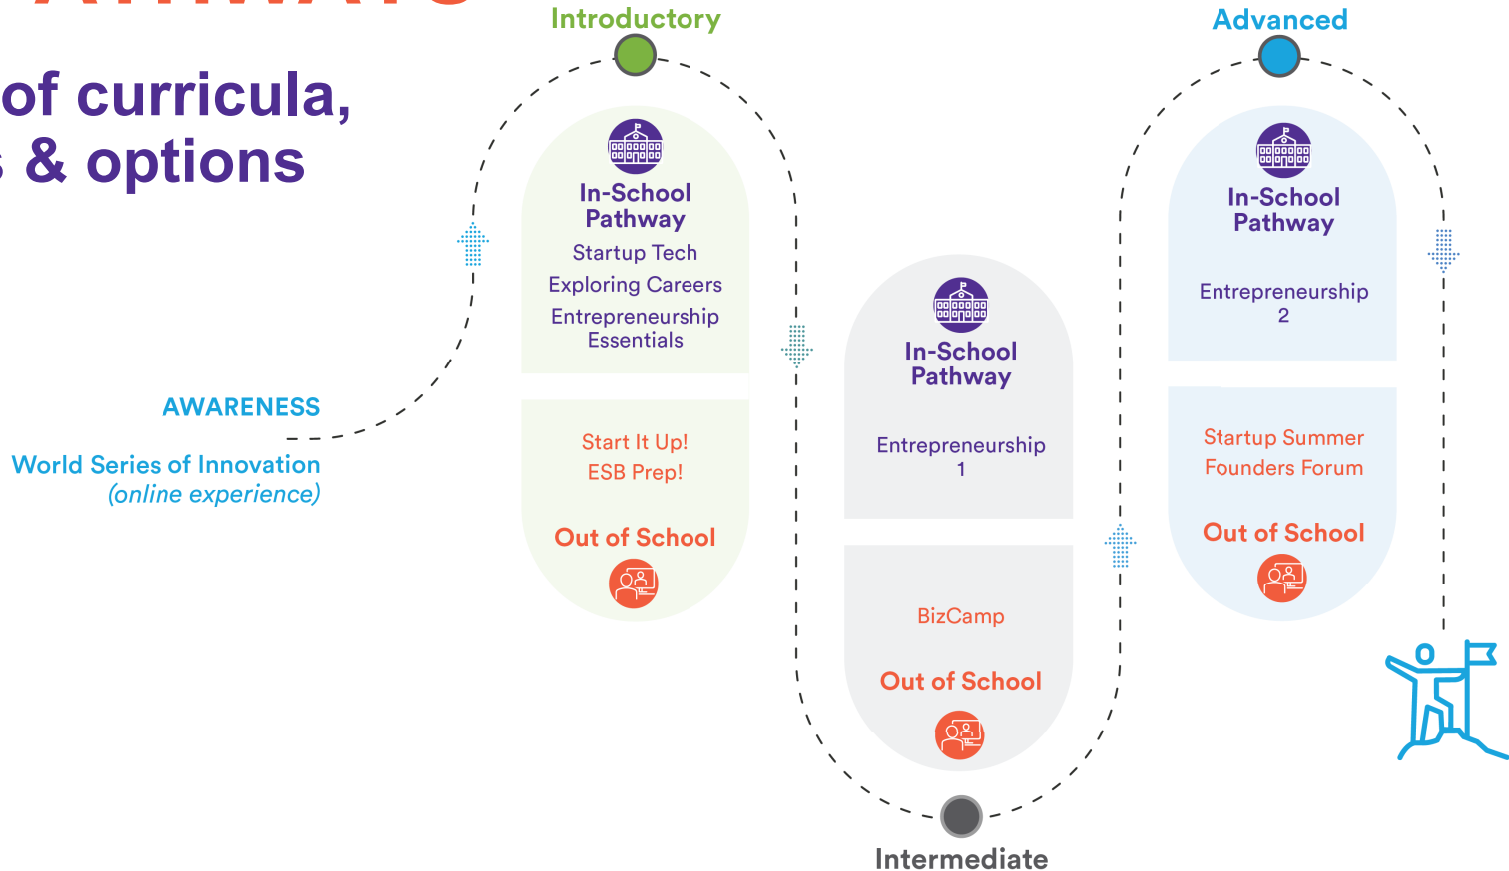 of curricula,
& options
AWARENESS
World Series of Innovation
(online experience)
Introductory
In-School
Pathway
Startup Tech
Exploring Careers
Entrepreneurship
Essentials
Start It Up!
ESB Prep!
Out of School
In-School
Pathway
Entrepreneurship
1
BizCamp
Out of School
Intermediate
Advanced
In-School
Pathway
Entrepreneurship
2
Startup Summer
Founders Forum
Out of School